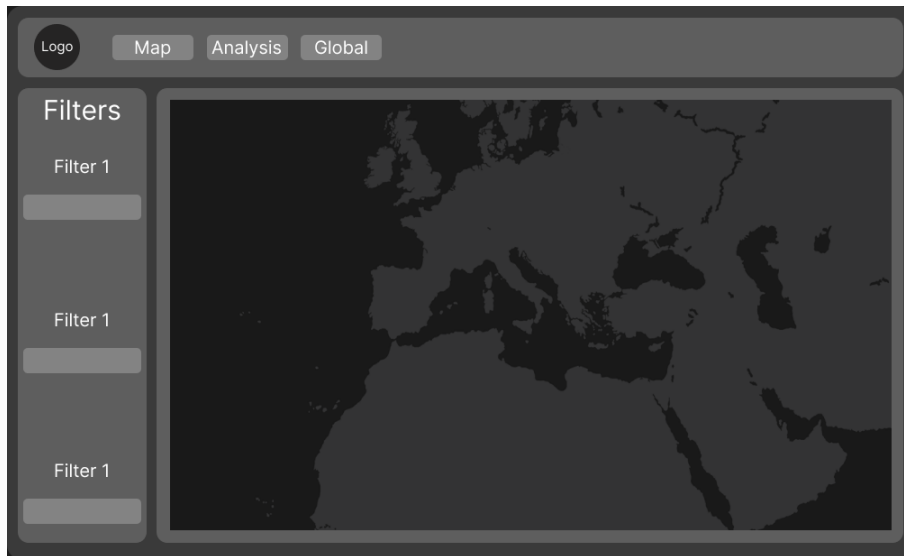 Logo
Map
Analysis
Global
Filters
Filter 1
Filter 1
Filter 1